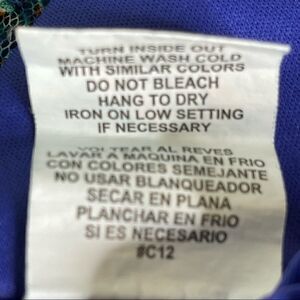 TURN INSIDE OUT
MACHINE WASH COLD
WITH SIMILAR COLORS
DO NOT BLEACH
HANG TO DRY
IRON ON LOW SETTING
IF NECESSARY
VOLTEAR AL REVES
LAVAR A MAQUINA EN FRIO
CON COLORES SEMEJANTE
NO USAR BLANQUEADOR
SECAR EN PLANA
PLANCHAR EN FRIO
SI ES NECESARIO
#C12